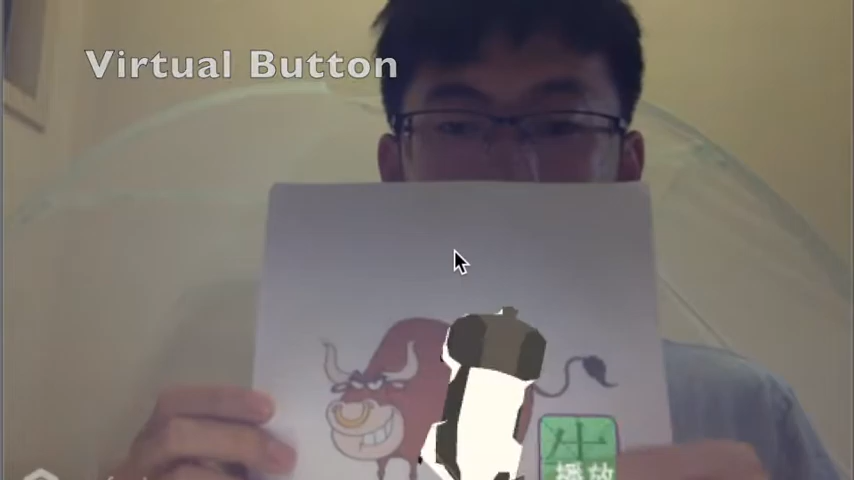 Virtual Button
牛
播放